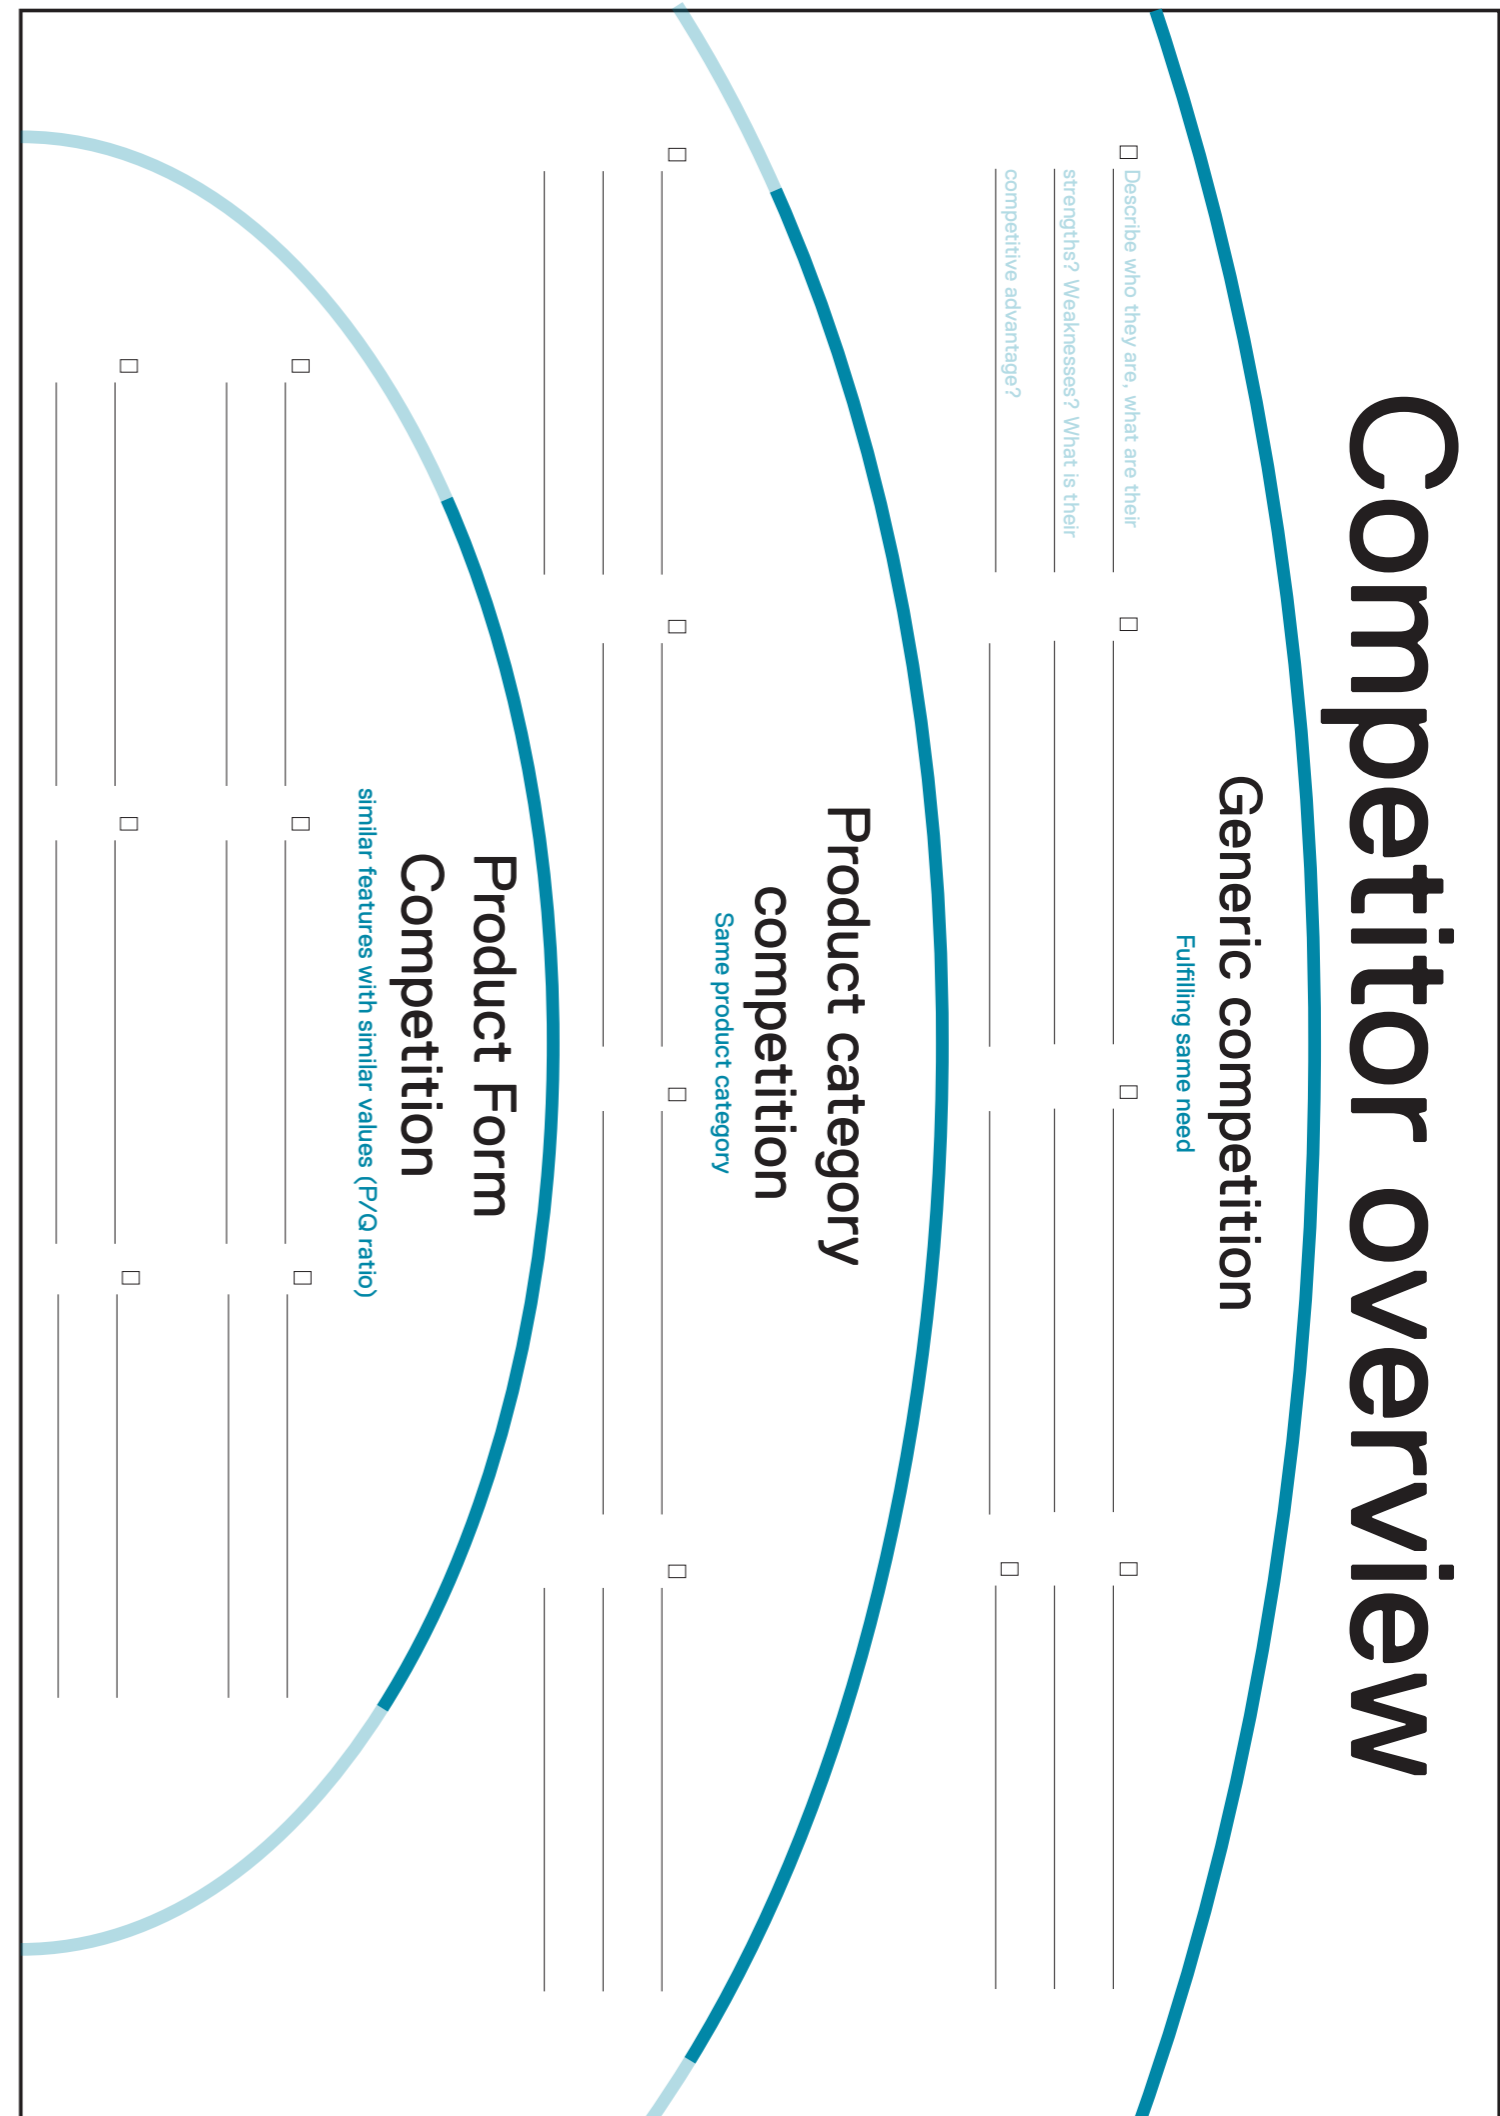 Competitor overview
Generic competition
Fulfilling same need
Describe who they are, what are their
strengths? Weaknesses? What is their
competitive advantage?
Product category
competition
Same product category
Product Form
Competition
similar features with similar values (P/Q ratio)